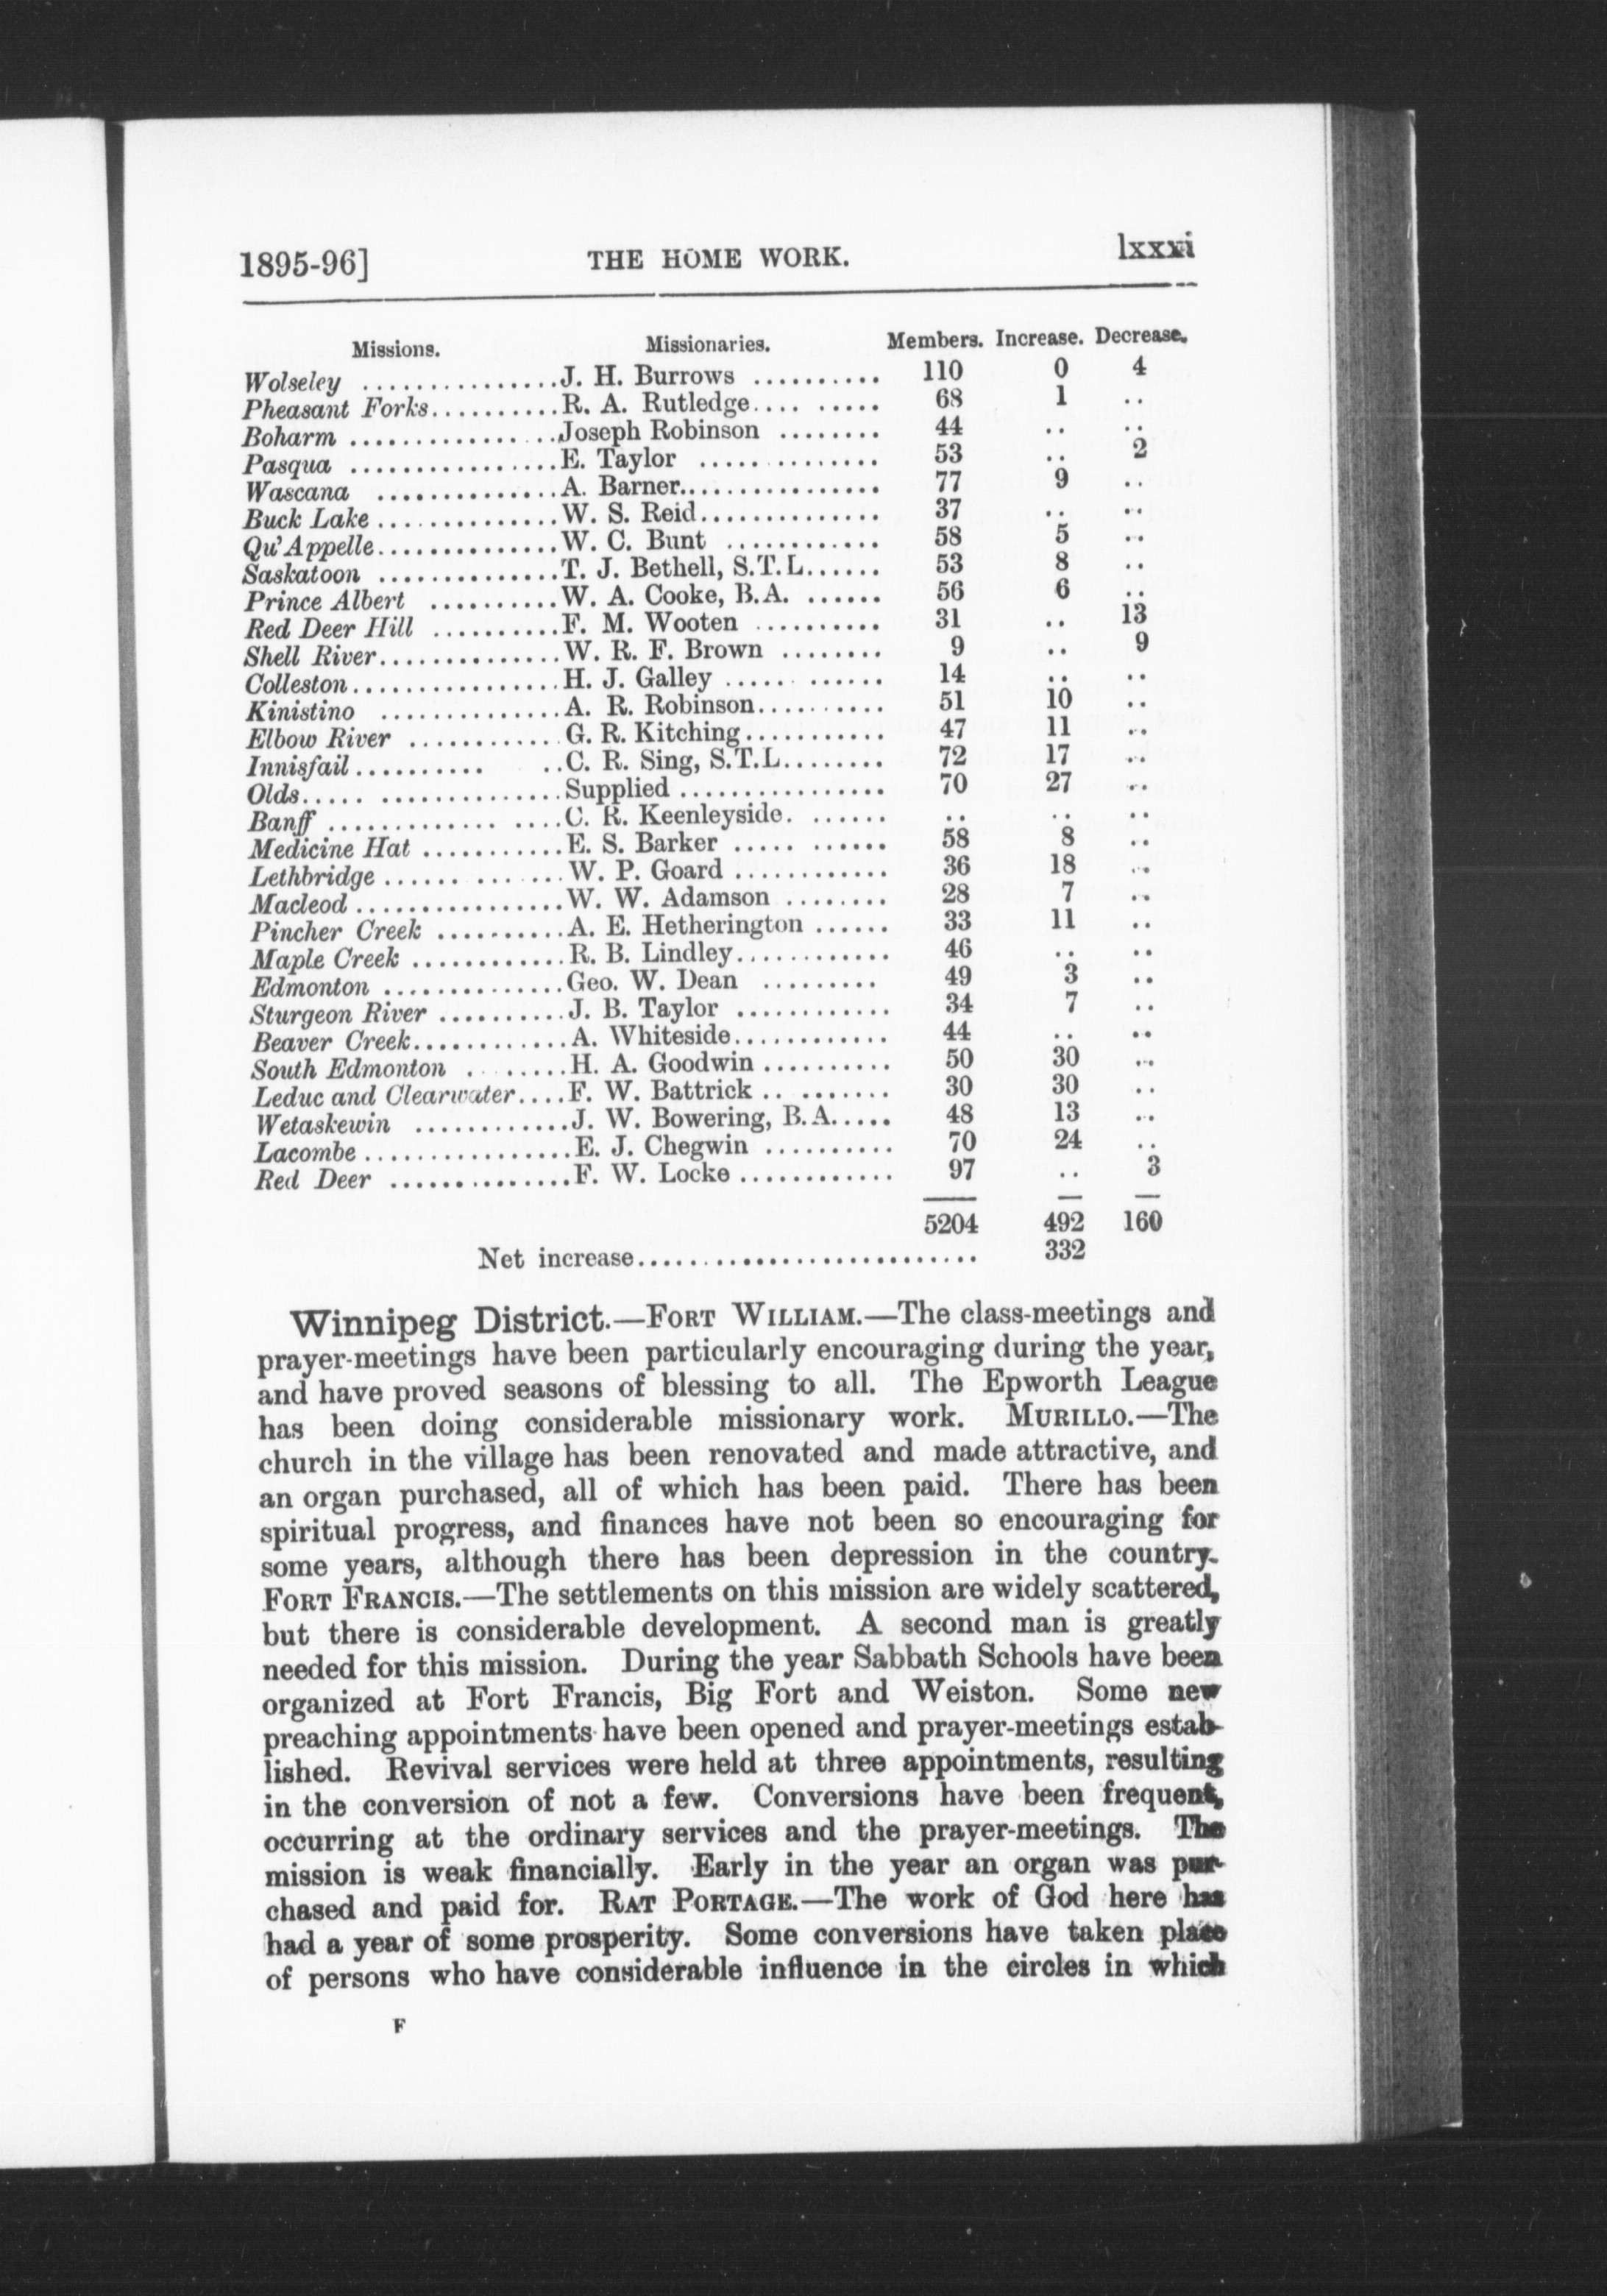 1895-96] THE HOME WORK. lxxxi
Missions. Missionaries. Members. Increase. Decrease.
Wolseley ............... J. H. Burrows .......... 110 0 4
Pheasant Forks.......... R. A. Rutledge.... ..... 68 1 ..
Boharm ................ Joseph Robinson ........ 44 .. ..
Pasqua ................ E. Taylor .............. 53 .. 2
Wascana .............. A. Barner................ 77 9 ..
Buck Lake .............. W. S. Reid.............. 37 .. ..
Qu'Appelle.............. W. C. Bunt ............ 58 5 ..
Saskatoon .............. T. J. Bethell, S.T.L...... 53 8 ..
Prince Albert .......... W. A. Cooke, B.A. ...... 56 6 ..
Red Deer Hill .......... F. M. Wooten .......... 31 .. 13
Shell River.............. W. R. F. Brown ........ 9 .. 9
Colleston................ H. J. Galley ..... ...... 14 .. ..
Kinistino .............. A. R. Robinson.......... 51 10 ..
Elbow River ............ G. R. Kitching........... 47 11 ..
Innisfail.......... .. C. R. Sing, S.T.L........ 72 17 ..
Olds..... .............. Supplied ................ 70 27 ..
Banff ............. .... C. R. Keenleyside. ...... .. .. ..
Medicine Hat ........... E. S. Barker ..... ...... 58 8 ..
Lethbridge .............. W. P. Goard ............ 36 18 ..
Macleod ................ W. W. Adamson ........ 28 7 ..
Pincher Creek .......... A. E. Hetherington ...... 33 11 ..
Maple Creek ............ R. B. Lindley............ 46 .. ..
Edmonton .............. Geo. W. Dean ......... 49 3 ..
Sturgeon River .......... J. B. Taylor ............ 34 7 ..
Beaver Creek............ A. Whiteside............ 44 .. ..
South Edmonton . ....... H. A. Goodwin .......... 50 30 ..
Leduc and Clearwater.... F. W. Battrick .. ....... 30 30 ..
Wetaskewin ............ J. W. Bowering, B.A..... 48 13 ..
Lacombe ................ E. J. Chegwin .......... 70 24 ..
Red Deer .............. F. W. Locke ............ 97 .. 3
5204 492 160
Net increase.......................... 332
Winnipeg District.—FORT WILLIAM.—The class-meetings and
prayer-meetings have been particularly encouraging during the year,
and have proved seasons of blessing to all. The Epworth League
has been doing considerable missionary work. MURILLO.—The
church in the village has been renovated and made attractive, and
an organ purchased, all of which has been paid. There has been
spiritual progress, and finances have not been so encouraging for
some years, although there has been depression in the country.
FORT FRANCIS.—The settlements on this mission are widely scattered,
but there is considerable development. A second man is greatly
needed for this mission. During the year Sabbath Schools have been
organized at Fort Francis, Big Fort and Weiston. Some new
preaching appointments have been opened and prayer-meetings estab-
lished. Revival services were held at three appointments, resulting
in the conversion of not a few. Conversions have been frequent,
occurring at the ordinary services and the prayer-meetings. The
mission is weak financially. Early in the year an organ was pur-
chased and paid for. RAT PORTAGE.—The work of God here has
had a year of some prosperity. Some conversions have taken place
of persons who have considerable influence in the circles in which
F